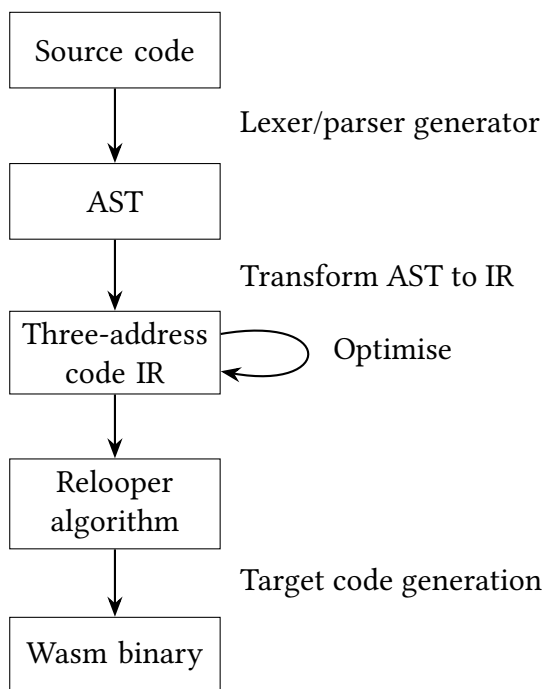 Source code
Lexer/parser generator
AST
Transform AST to IR
Three-address
code IR
Optimise
Relooper
algorithm
Target code generation
Wasm binary